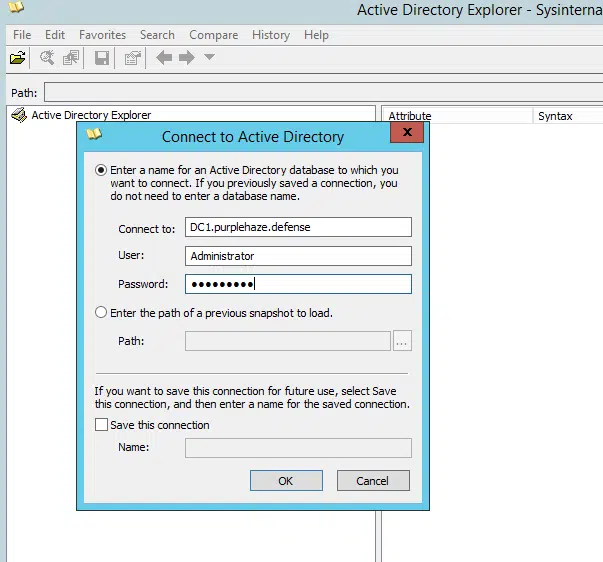 Active Directory Explorer - Sysinterna
File Edit Favorites Search Compare History Help
Path:
Active Directory Explorer
Attribute Syntax
Connect to Active Directory
x
Enter a name for an Active Directory database to which you
want to connect. If you previously saved a connection, you
do not need to enter a database name.
Connect to: DC1.purplehaze.defense
User: Administrator
Password: ●●●●●●●●●
Enter the path of a previous snapshot to load.
Path: ...
If you want to save this connection for future use, select Save
this connection, and then enter a name for the saved connection.
Save this connection
Name:
OK Cancel